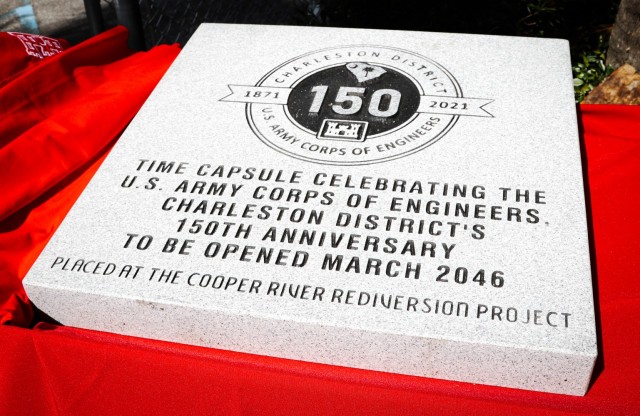 CHARLESTON DISTRICT
1871 150 2021
U.S. ARMY CORPS OF ENGINEERS
TIME CAPSULE CELEBRATING THE
U.S. ARMY CORPS OF ENGINEERS,
CHARLESTON DISTRICT'S
150TH ANNIVERSARY
TO BE OPENED MARCH 2046
PLACED AT THE COOPER RIVER REDIVERSION PROJECT